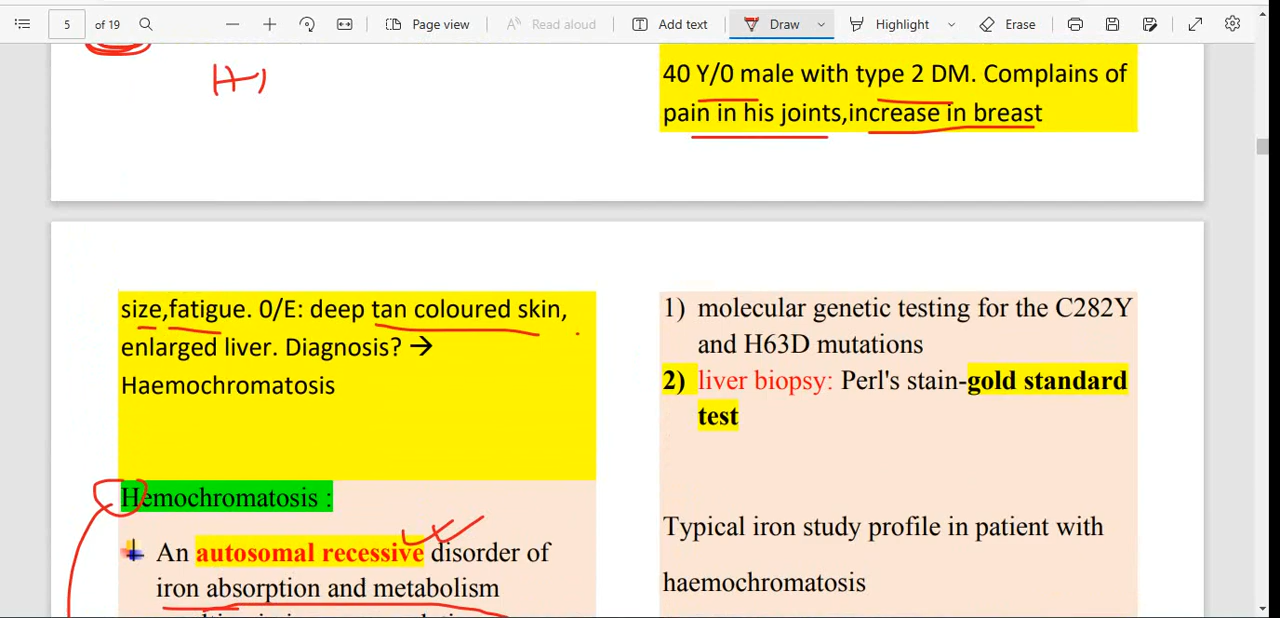 5 of 19
Page view
Read aloud
Add text
Draw
Highlight
Erase
40 Y/0 male with type 2 DM. Complains of
pain in his joints,increase in breast
size,fatigue. 0/E: deep tan coloured skin,
enlarged liver. Diagnosis? →
Haemochromatosis
Hemochromatosis :
An autosomal recessive disorder of
iron absorption and metabolism
1) molecular genetic testing for the C282Y
and H63D mutations
2) liver biopsy: Perl's stain-gold standard
test
Typical iron study profile in patient with
haemochromatosis